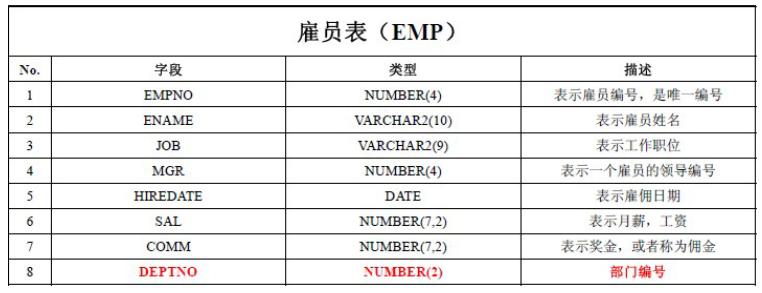 雇员表（EMP）
No. 字段 类型 描述
1 EMPNO NUMBER(4) 表示雇员编号，是唯一编号
2 ENAME VARCHAR2(10) 表示雇员姓名
3 JOB VARCHAR2(9) 表示工作职位
4 MGR NUMBER(4) 表示一个雇员的领导编号
5 HIREDATE DATE 表示雇佣日期
6 SAL NUMBER(7,2) 表示月薪，工资
7 COMM NUMBER(7,2) 表示奖金，或者称为佣金
8 DEPTNO NUMBER(2) 部门编号